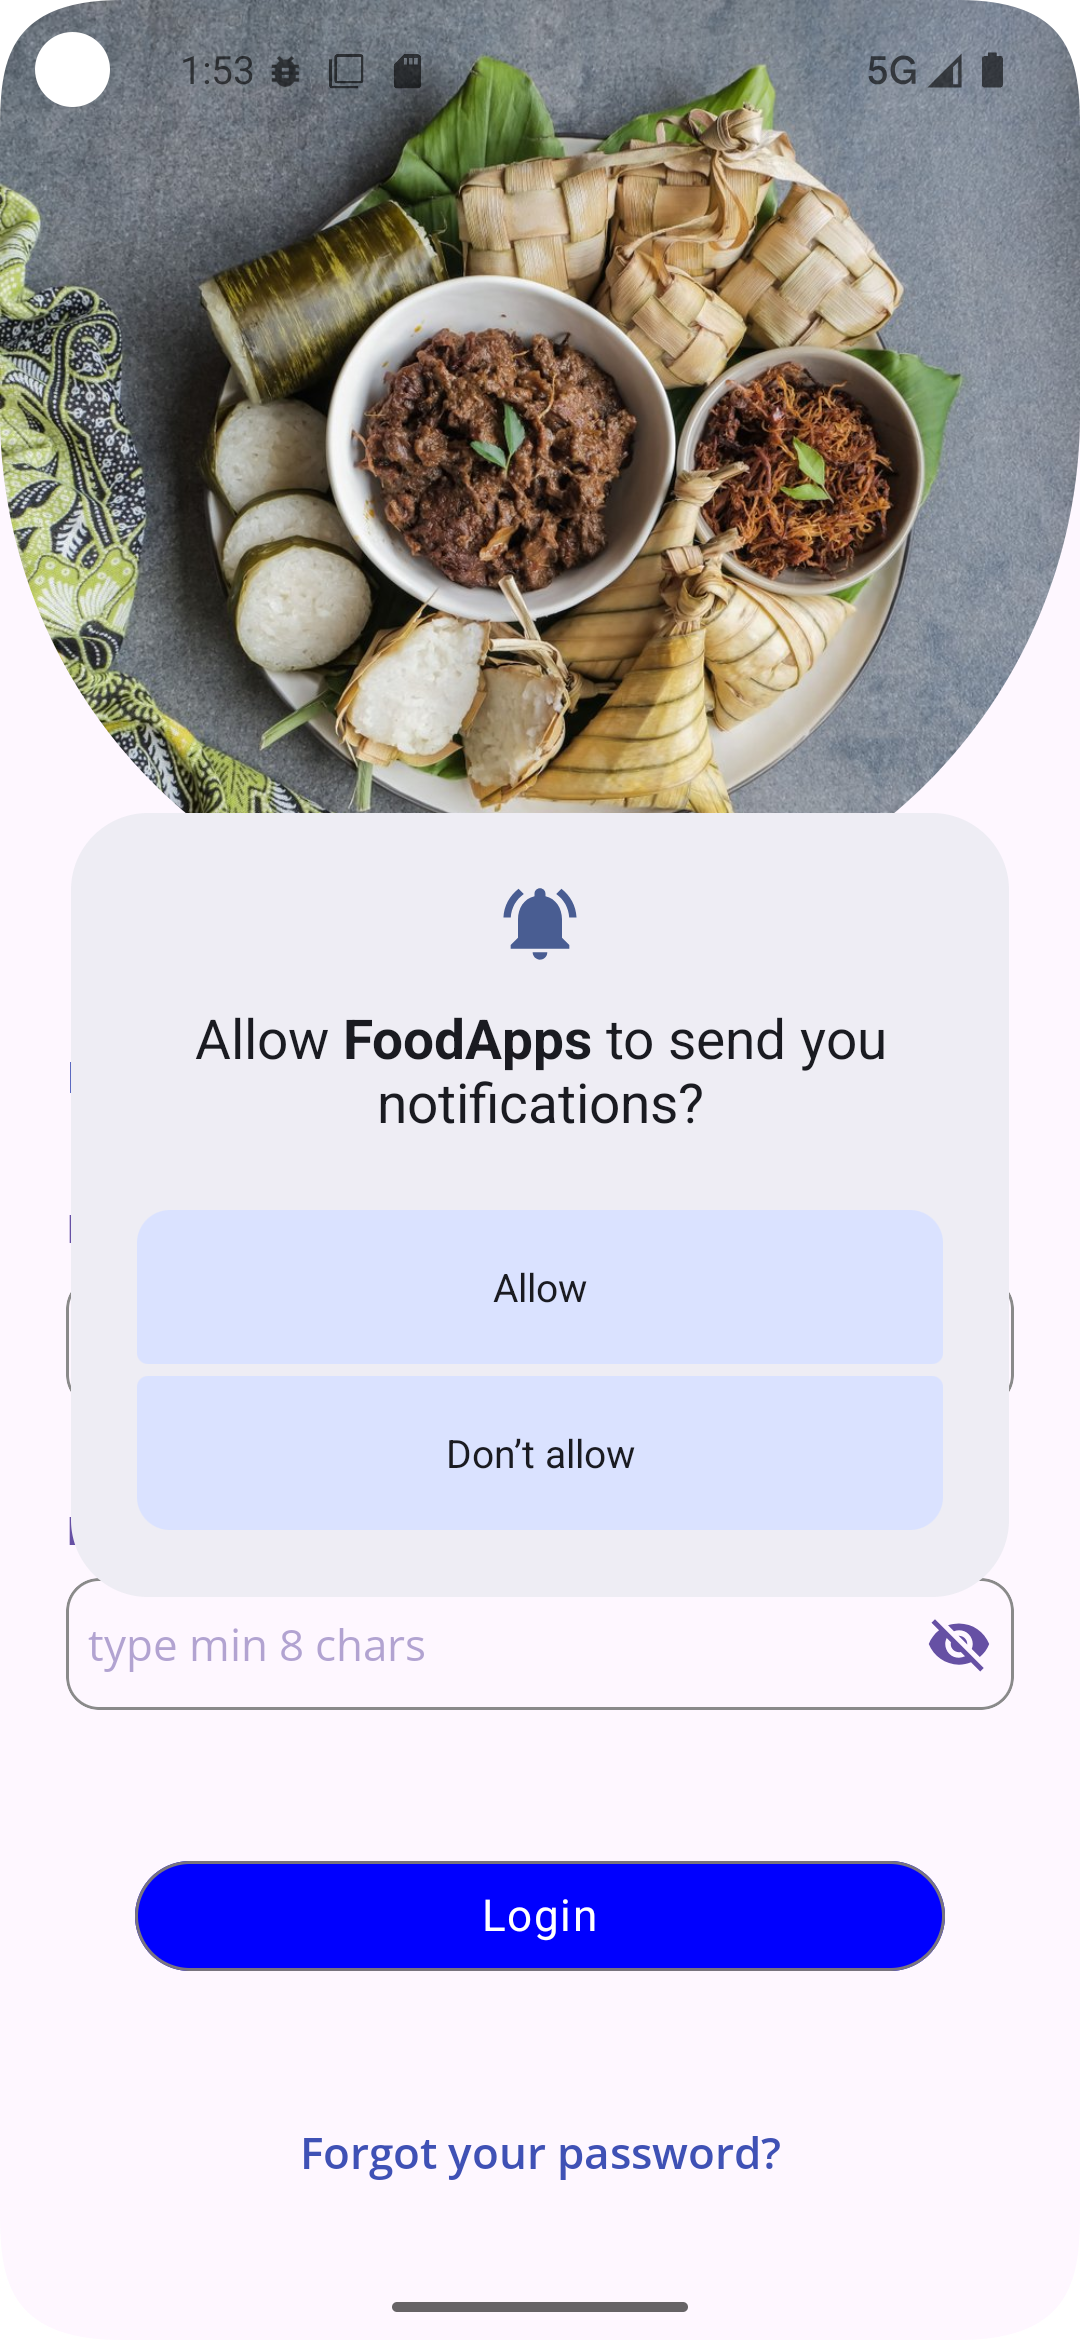 1:53
5G
Allow FoodApps to send you
notifications?
Allow
Don’t allow
type min 8 chars
Login
Forgot your password?